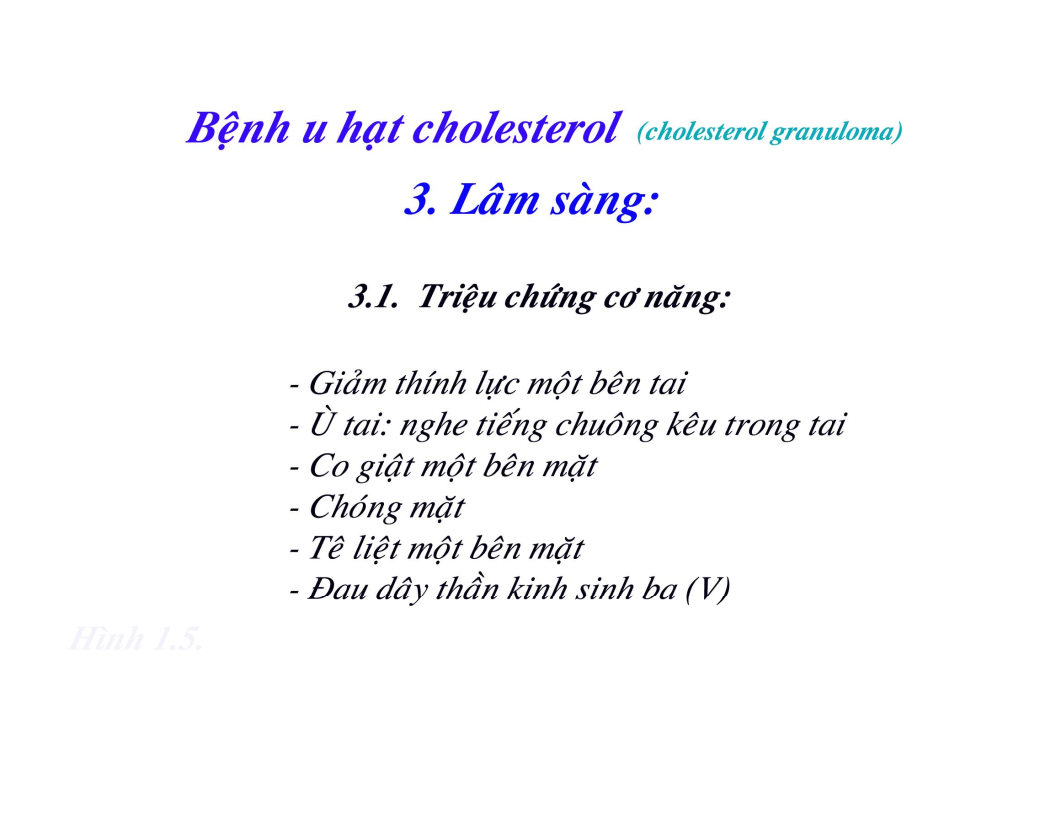 Bệnh u hạt cholesterol (cholesterol granuloma)
3. Lâm sàng:
3.1. Triệu chứng cơ năng:
- Giảm thính lực một bên tai
- Ù tai: nghe tiếng chuông kêu trong tai
- Co giật một bên mặt
- Chóng mặt
- Tê liệt một bên mặt
- Đau dây thần kinh sinh ba (V)
Hình 1.5.